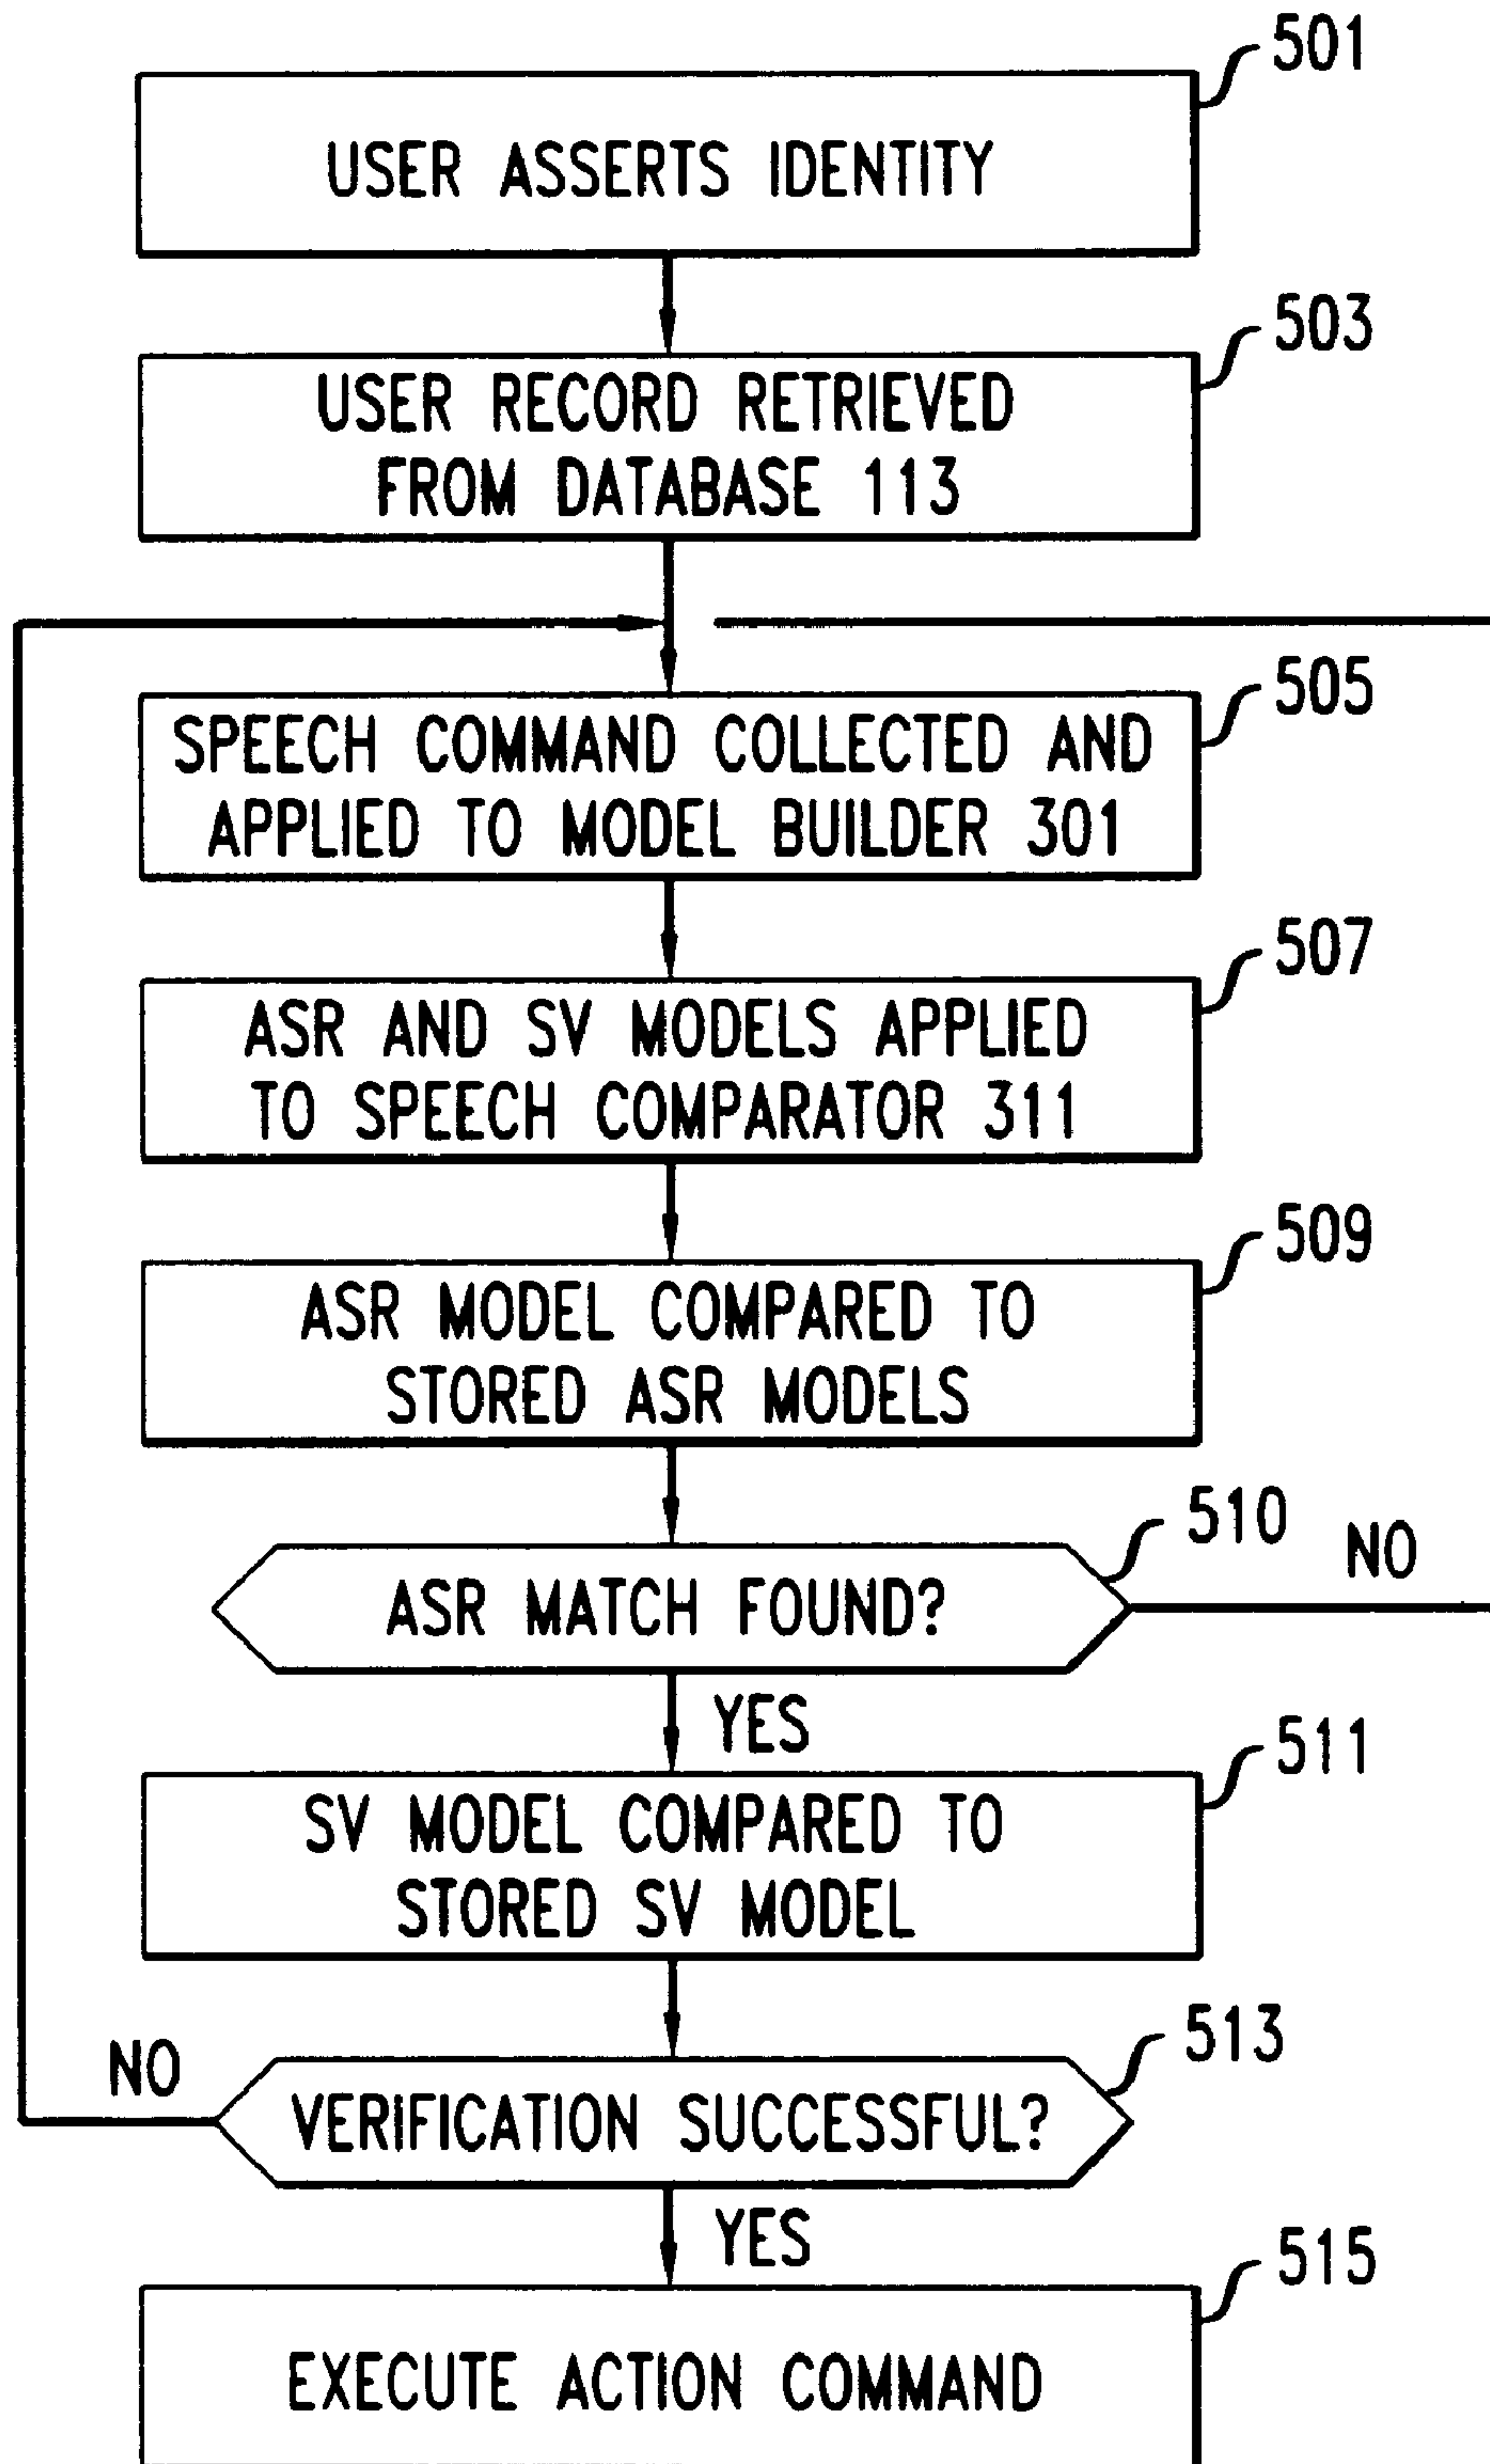 501
USER ASSERTS IDENTITY
503
USER RECORD RETRIEVED
FROM DATABASE 113
505
SPEECH COMMAND COLLECTED AND
APPLIED TO MODEL BUILDER 301
507
ASR AND SV MODELS APPLIED
TO SPEECH COMPARATOR 311
509
ASR MODEL COMPARED TO
STORED ASR MODELS
510
NO
ASR MATCH FOUND?
YES
511
SV MODEL COMPARED TO
STORED SV MODEL
513
NO
VERIFICATION SUCCESSFUL?
YES
515
EXECUTE ACTION COMMAND